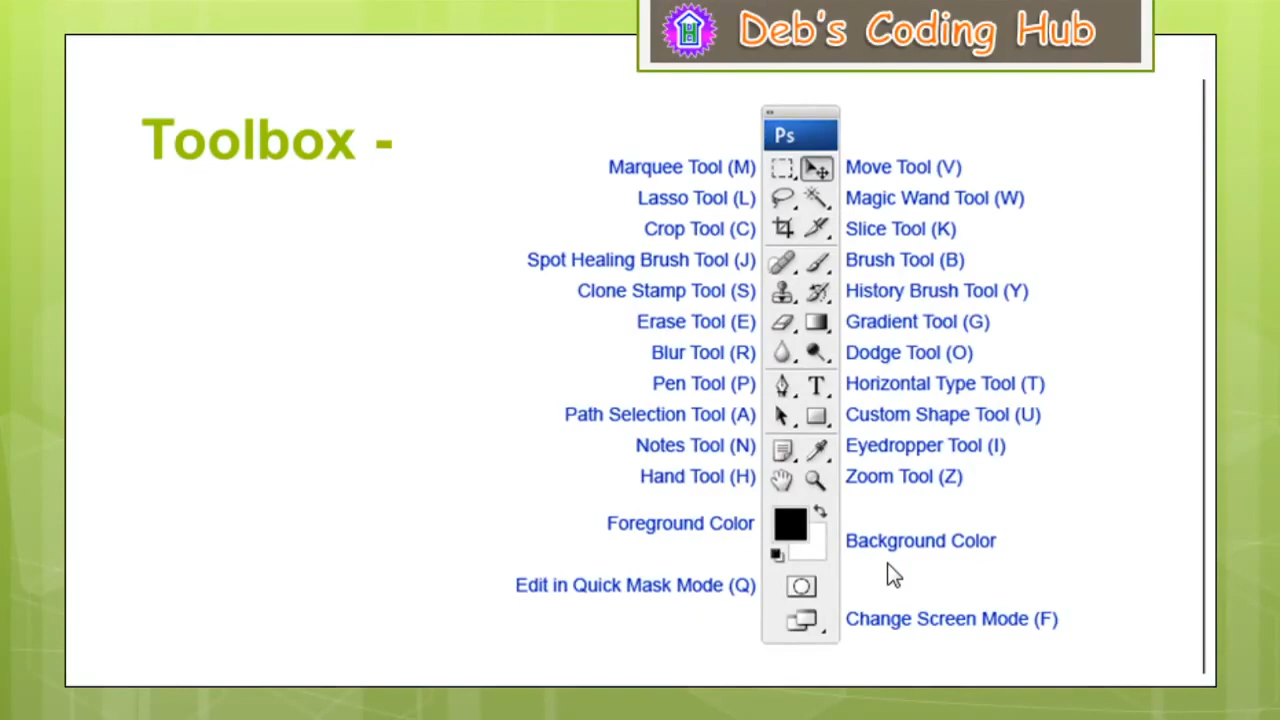 Deb's Coding Hub
Toolbox -
Ps
Marquee Tool (M) Move Tool (V)
Lasso Tool (L) Magic Wand Tool (W)
Crop Tool (C) Slice Tool (K)
Spot Healing Brush Tool (J) Brush Tool (B)
Clone Stamp Tool (S) History Brush Tool (Y)
Erase Tool (E) Gradient Tool (G)
Blur Tool (R) Dodge Tool (O)
Pen Tool (P) T Horizontal Type Tool (T)
Path Selection Tool (A) Custom Shape Tool (U)
Notes Tool (N) Eyedropper Tool (I)
Hand Tool (H) Zoom Tool (Z)
Foreground Color
Background Color
Edit in Quick Mask Mode (Q)
Change Screen Mode (F)